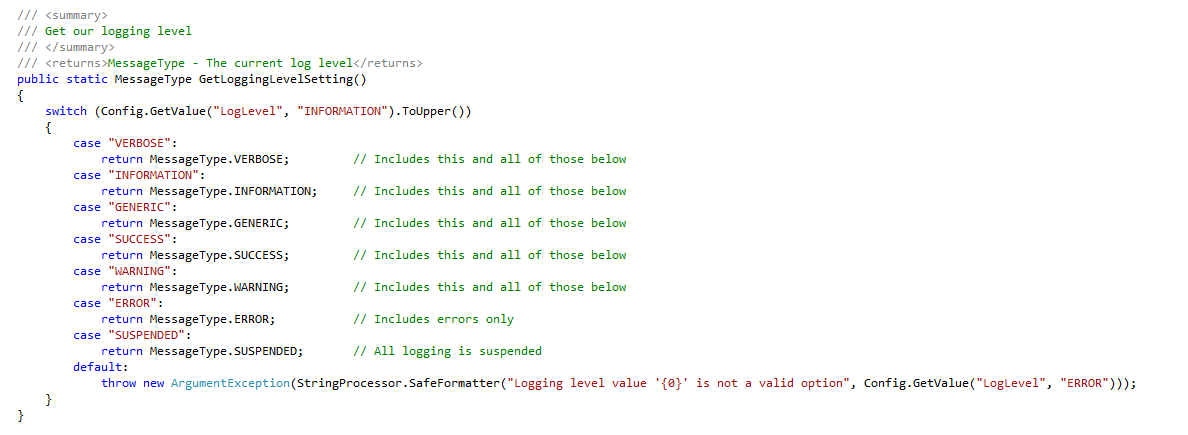 /// <summary>
/// Get our logging level
/// </summary>
/// <returns>MessageType - The current log level</returns>
public static MessageType GetLoggingLevelSetting()
{
    switch (Config.GetValue("LogLevel", "INFORMATION").ToUpper())
    {
        case "VERBOSE":
            return MessageType.VERBOSE;         // Includes this and all of those below
        case "INFORMATION":
            return MessageType.INFORMATION;     // Includes this and all of those below
        case "GENERIC":
            return MessageType.GENERIC;         // Includes this and all of those below
        case "SUCCESS":
            return MessageType.SUCCESS;         // Includes this and all of those below
        case "WARNING":
            return MessageType.WARNING;         // Includes this and all of those below
        case "ERROR":
            return MessageType.ERROR;           // Includes errors only
        case "SUSPENDED":
            return MessageType.SUSPENDED;       // All logging is suspended
        default:
            throw new ArgumentException(StringProcessor.SafeFormatter("Logging level value '{0}' is not a valid option", Config.GetValue("LogLevel", "ERROR")));
    }
}